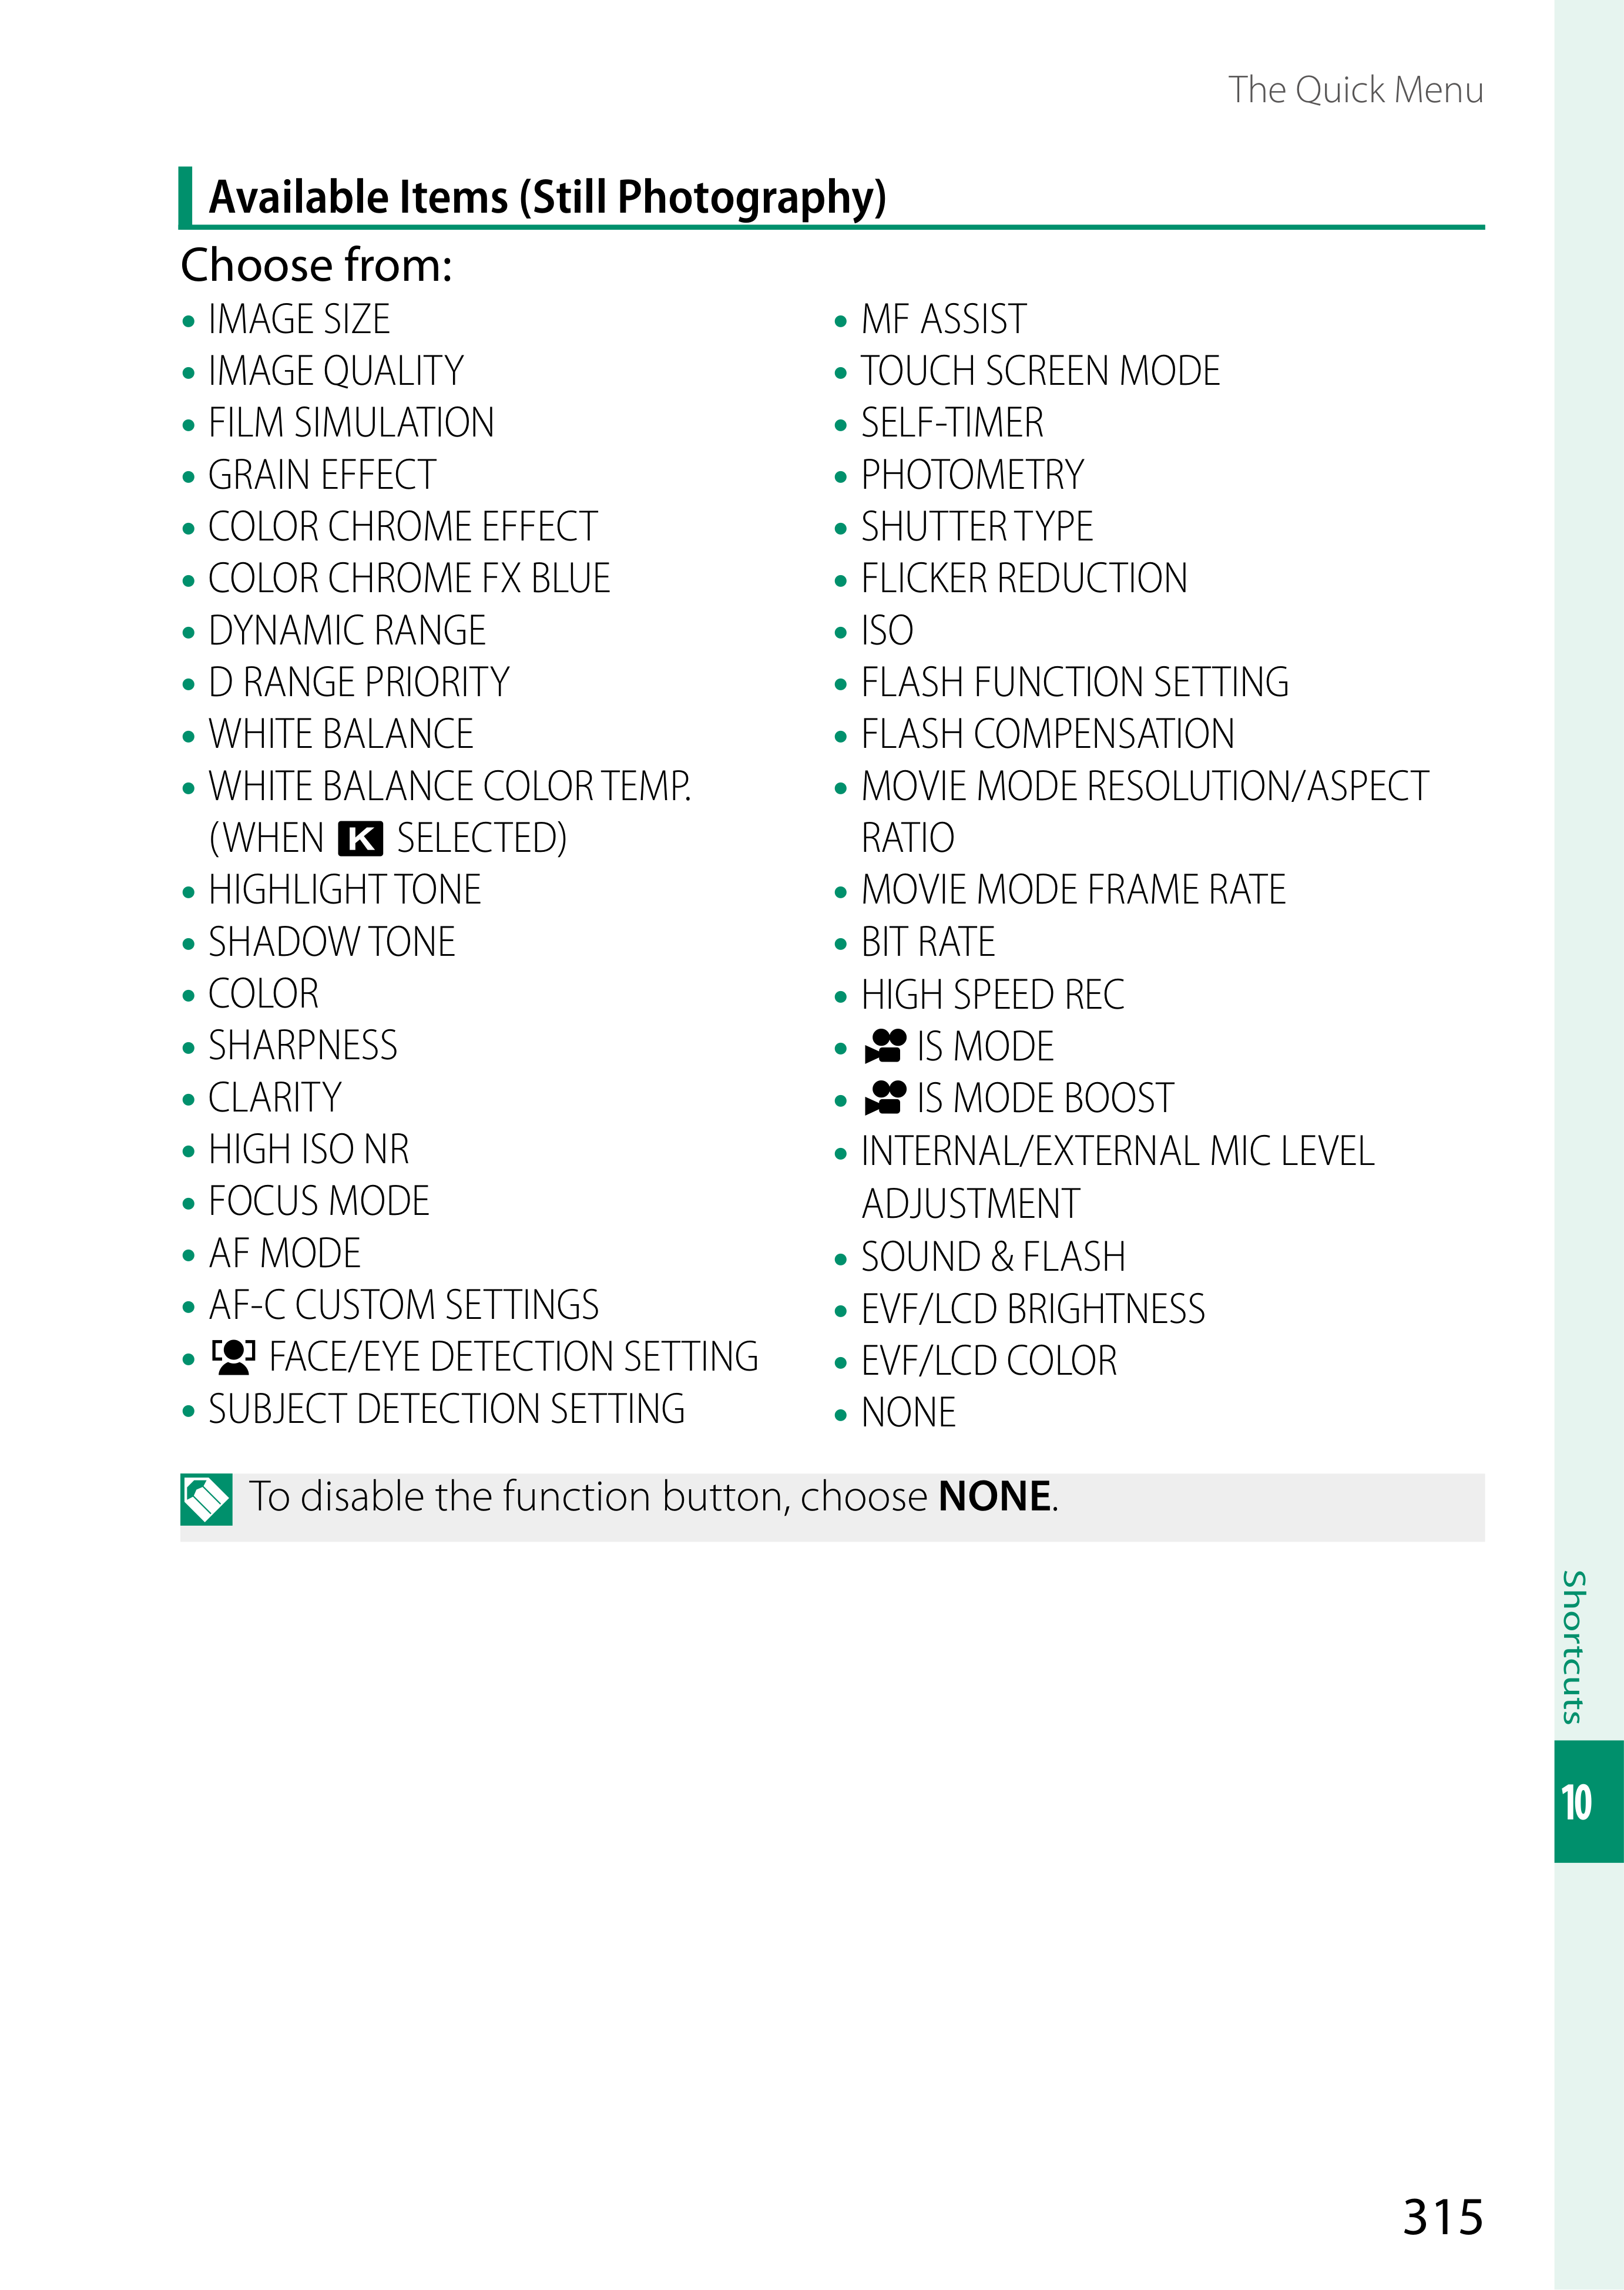 The Quick Menu
Available Items (Still Photography)
Choose from:
• IMAGE SIZE
• IMAGE QUALITY
• FILM SIMULATION
• GRAIN EFFECT
• COLOR CHROME EFFECT
• COLOR CHROME FX BLUE
• DYNAMIC RANGE
• D RANGE PRIORITY
• WHITE BALANCE
• WHITE BALANCE COLOR TEMP.
(WHEN K SELECTED)
• HIGHLIGHT TONE
• SHADOW TONE
• COLOR
• SHARPNESS
• CLARITY
• HIGH ISO NR
• FOCUS MODE
• AF MODE
• AF-C CUSTOM SETTINGS
• FACE/EYE DETECTION SETTING
• SUBJECT DETECTION SETTING
• MF ASSIST
• TOUCH SCREEN MODE
• SELF-TIMER
• PHOTOMETRY
• SHUTTER TYPE
• FLICKER REDUCTION
• ISO
• FLASH FUNCTION SETTING
• FLASH COMPENSATION
• MOVIE MODE RESOLUTION/ASPECT
RATIO
• MOVIE MODE FRAME RATE
• BIT RATE
• HIGH SPEED REC
• IS MODE
• IS MODE BOOST
• INTERNAL/EXTERNAL MIC LEVEL
ADJUSTMENT
• SOUND & FLASH
• EVF/LCD BRIGHTNESS
• EVF/LCD COLOR
• NONE
To disable the function button, choose NONE.
Shortcuts
10
315